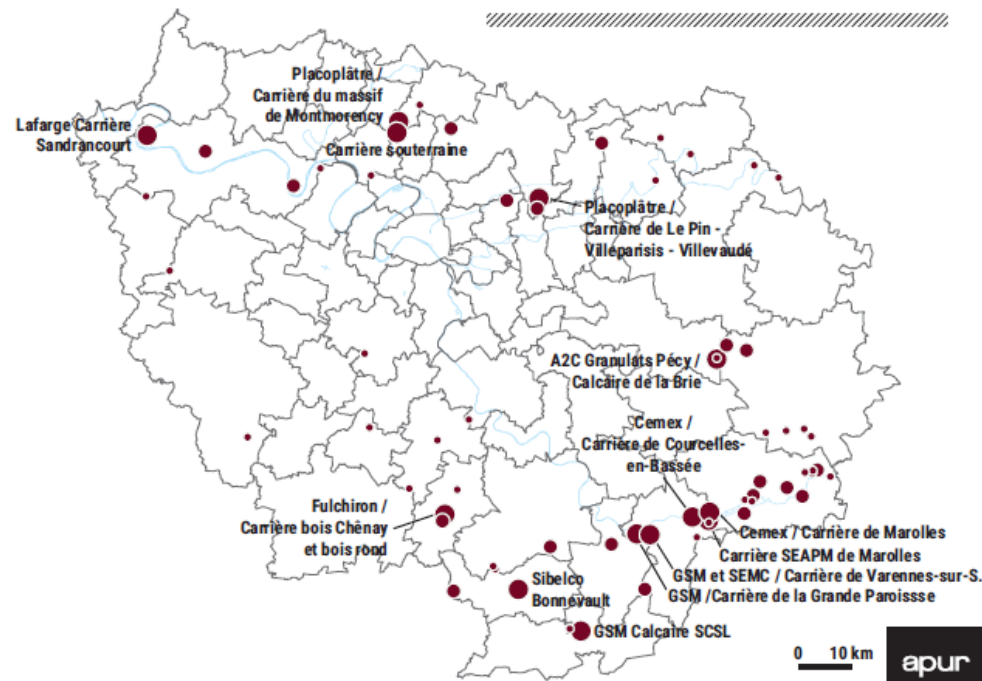 Placoplâtre /
Carrière du massif
de Montmorency
Lafarge Carrière
Sandrancourt
Carrière souterraine
Placoplâtre /
Carrière de Le Pin -
Villeparisis - Villevaudé
A2C Granulats Pécy /
Calcaire de la Brie
Cemex /
Carrière de Courcelles-
en-Bassée
Fulchiron /
Carrière bois Chênay
et bois rond
Cemex / Carrière de Marolles
Carrière SEAPM de Marolles
GSM et SEMC / Carrière de Varennes-sur-S.
GSM /Carrière de la Grande Paroissse
Sibelco
Bonnevault
GSM Calcaire SCSL
0 10 km
apur